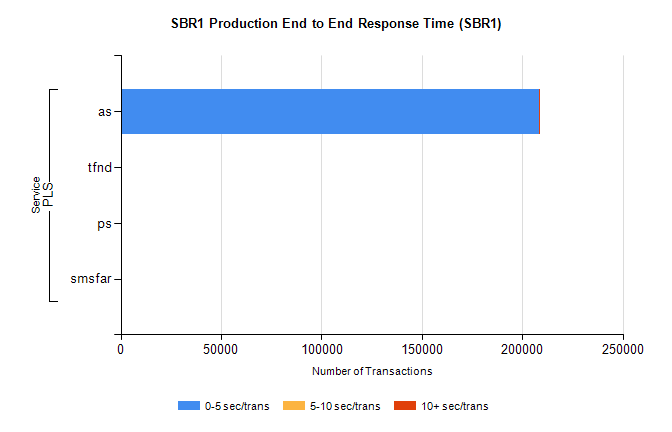 SBR1 Production End to End Response Time (SBR1)
Service
PLS
as
tfnd
ps
smsfar
0 50000 100000 150000 200000 250000
Number of Transactions
0-5 sec/trans 5-10 sec/trans 10+ sec/trans